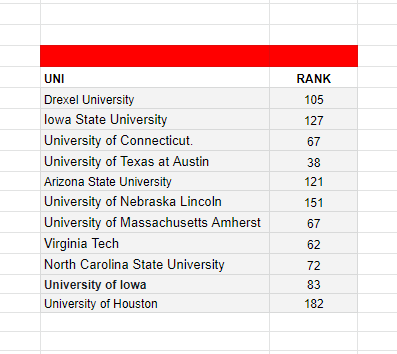 UNI RANK
Drexel University 105
Iowa State University 127
University of Connecticut. 67
University of Texas at Austin 38
Arizona State University 121
University of Nebraska Lincoln 151
University of Massachusetts Amherst 67
Virginia Tech 62
North Carolina State University 72
University of Iowa 83
University of Houston 182